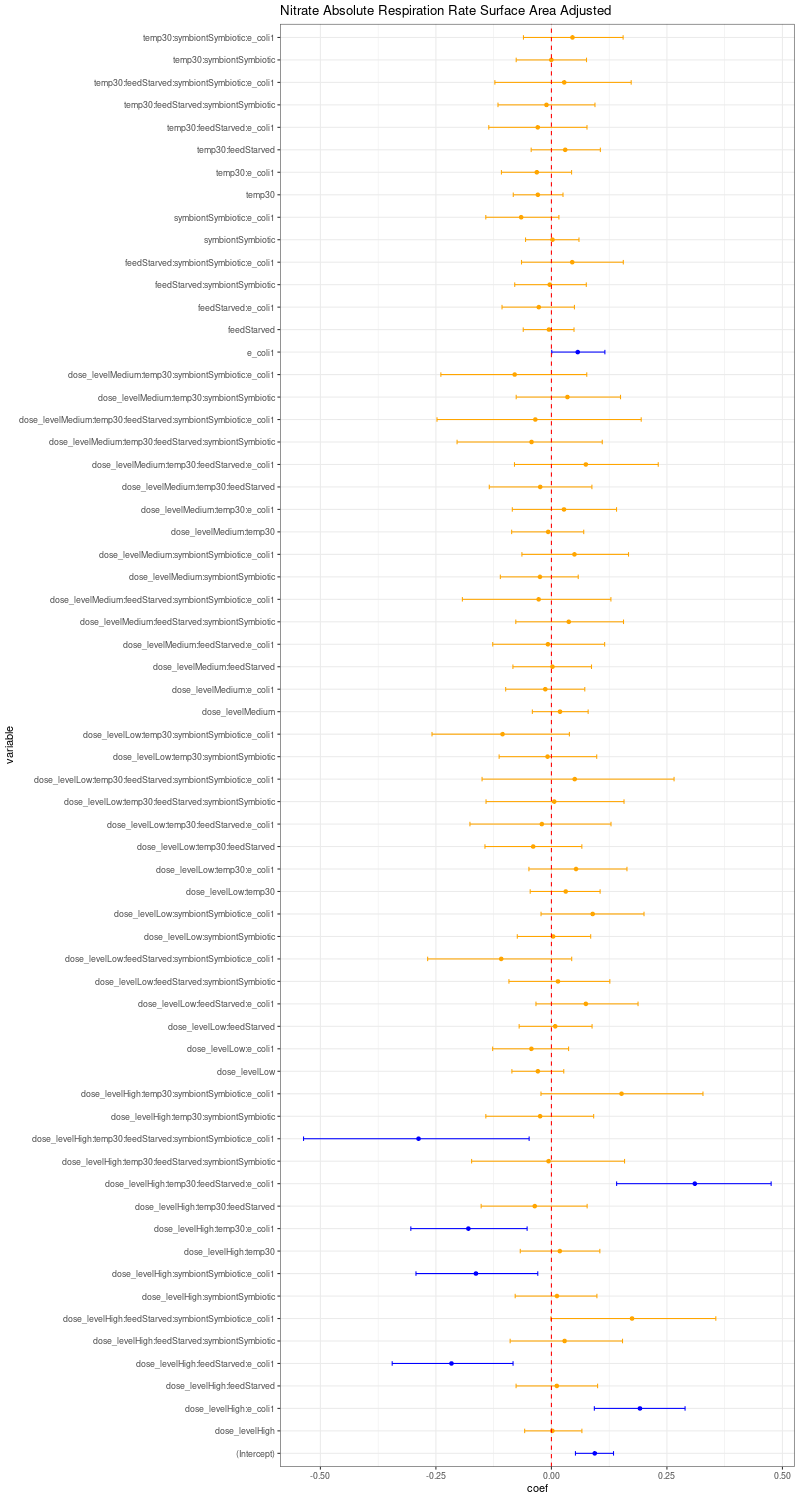 Nitrate Absolute Respiration Rate Surface Area Adjusted
temp30:symbiontSymbiotic:e_coli1
temp30:symbiontSymbiotic
temp30:feedStarved:symbiontSymbiotic:e_coli1
temp30:feedStarved:symbiontSymbiotic
temp30:feedStarved:e_coli1
temp30:feedStarved
temp30:e_coli1
temp30
symbiontSymbiotic:e_coli1
symbiontSymbiotic
feedStarved:symbiontSymbiotic:e_coli1
feedStarved:symbiontSymbiotic
feedStarved:e_coli1
feedStarved
e_coli1
dose_levelMedium:temp30:symbiontSymbiotic:e_coli1
dose_levelMedium:temp30:symbiontSymbiotic
dose_levelMedium:temp30:feedStarved:symbiontSymbiotic:e_coli1
dose_levelMedium:temp30:feedStarved:symbiontSymbiotic
dose_levelMedium:temp30:feedStarved:e_coli1
dose_levelMedium:temp30:feedStarved
dose_levelMedium:temp30:e_coli1
dose_levelMedium:temp30
dose_levelMedium:symbiontSymbiotic:e_coli1
dose_levelMedium:symbiontSymbiotic
dose_levelMedium:feedStarved:symbiontSymbiotic:e_coli1
dose_levelMedium:feedStarved:symbiontSymbiotic
dose_levelMedium:feedStarved:e_coli1
dose_levelMedium:feedStarved
dose_levelMedium:e_coli1
dose_levelMedium
dose_levelLow:temp30:symbiontSymbiotic:e_coli1
dose_levelLow:temp30:symbiontSymbiotic
dose_levelLow:temp30:feedStarved:symbiontSymbiotic:e_coli1
dose_levelLow:temp30:feedStarved:symbiontSymbiotic
dose_levelLow:temp30:feedStarved:e_coli1
dose_levelLow:temp30:feedStarved
dose_levelLow:temp30:e_coli1
dose_levelLow:temp30
dose_levelLow:symbiontSymbiotic:e_coli1
dose_levelLow:symbiontSymbiotic
dose_levelLow:feedStarved:symbiontSymbiotic:e_coli1
dose_levelLow:feedStarved:symbiontSymbiotic
dose_levelLow:feedStarved:e_coli1
dose_levelLow:feedStarved
dose_levelLow:e_coli1
dose_levelLow
dose_levelHigh:temp30:symbiontSymbiotic:e_coli1
dose_levelHigh:temp30:symbiontSymbiotic
dose_levelHigh:temp30:feedStarved:symbiontSymbiotic:e_coli1
dose_levelHigh:temp30:feedStarved:symbiontSymbiotic
dose_levelHigh:temp30:feedStarved:e_coli1
dose_levelHigh:temp30:feedStarved
dose_levelHigh:temp30:e_coli1
dose_levelHigh:temp30
dose_levelHigh:symbiontSymbiotic:e_coli1
dose_levelHigh:symbiontSymbiotic
dose_levelHigh:feedStarved:symbiontSymbiotic:e_coli1
dose_levelHigh:feedStarved:symbiontSymbiotic
dose_levelHigh:feedStarved:e_coli1
dose_levelHigh:feedStarved
dose_levelHigh:e_coli1
dose_levelHigh
(Intercept)
variable
-0.50 -0.25 0.00 0.25 0.50
coef